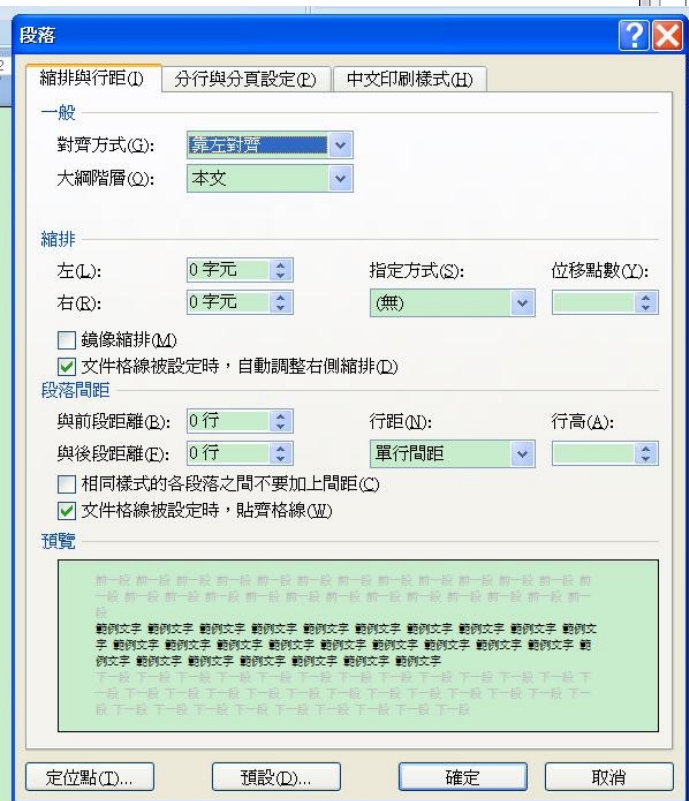 段落
2
縮排與行距(I) 分行與分頁設定(P) 中文印刷樣式(H)
一般
對齊方式(G): 靠左對齊
大綱階層(O): 本文
縮排
左(L): 0 字元 指定方式(S): 位移點數(Y):
右(R): 0 字元 (無)
鏡像縮排(M)
文件格線被設定時，自動調整右側縮排(D)
段落間距
與前段距離(B): 0 行 行距(N): 行高(A):
與後段距離(F): 0 行 單行間距
相同樣式的各段落之間不要加上間距(C)
文件格線被設定時，貼齊格線(W)
預覽
前一段 前一段 前一段 前一段 前一段 前一段 前一段 前一段 前一段 前一段 前一段 前一段 前
一段 前一段 前一段 前一段 前一段 前一段 前一段 前一段 前一段 前一段 前一段 前一段 前一
段
範例文字 範例文字 範例文字 範例文字 範例文字 範例文字 範例文字 範例文字 範例文字 範例文
字 範例文字 範例文字 範例文字 範例文字 範例文字 範例文字 範例文字 範例文字 範例文字 範
例文字 範例文字 範例文字 範例文字 範例文字 範例文字 範例文字
下一段 下一段 下一段 下一段 下一段 下一段 下一段 下一段 下一段 下一段 下一段 下一段 下
一段 下一段 下一段 下一段 下一段 下一段 下一段 下一段 下一段 下一段 下一段 下一段 下一
段 下一段 下一段 下一段 下一段 下一段 下一段 下一段 下一段 下一段
定位點(T)... 預設(D)... 確定 取消